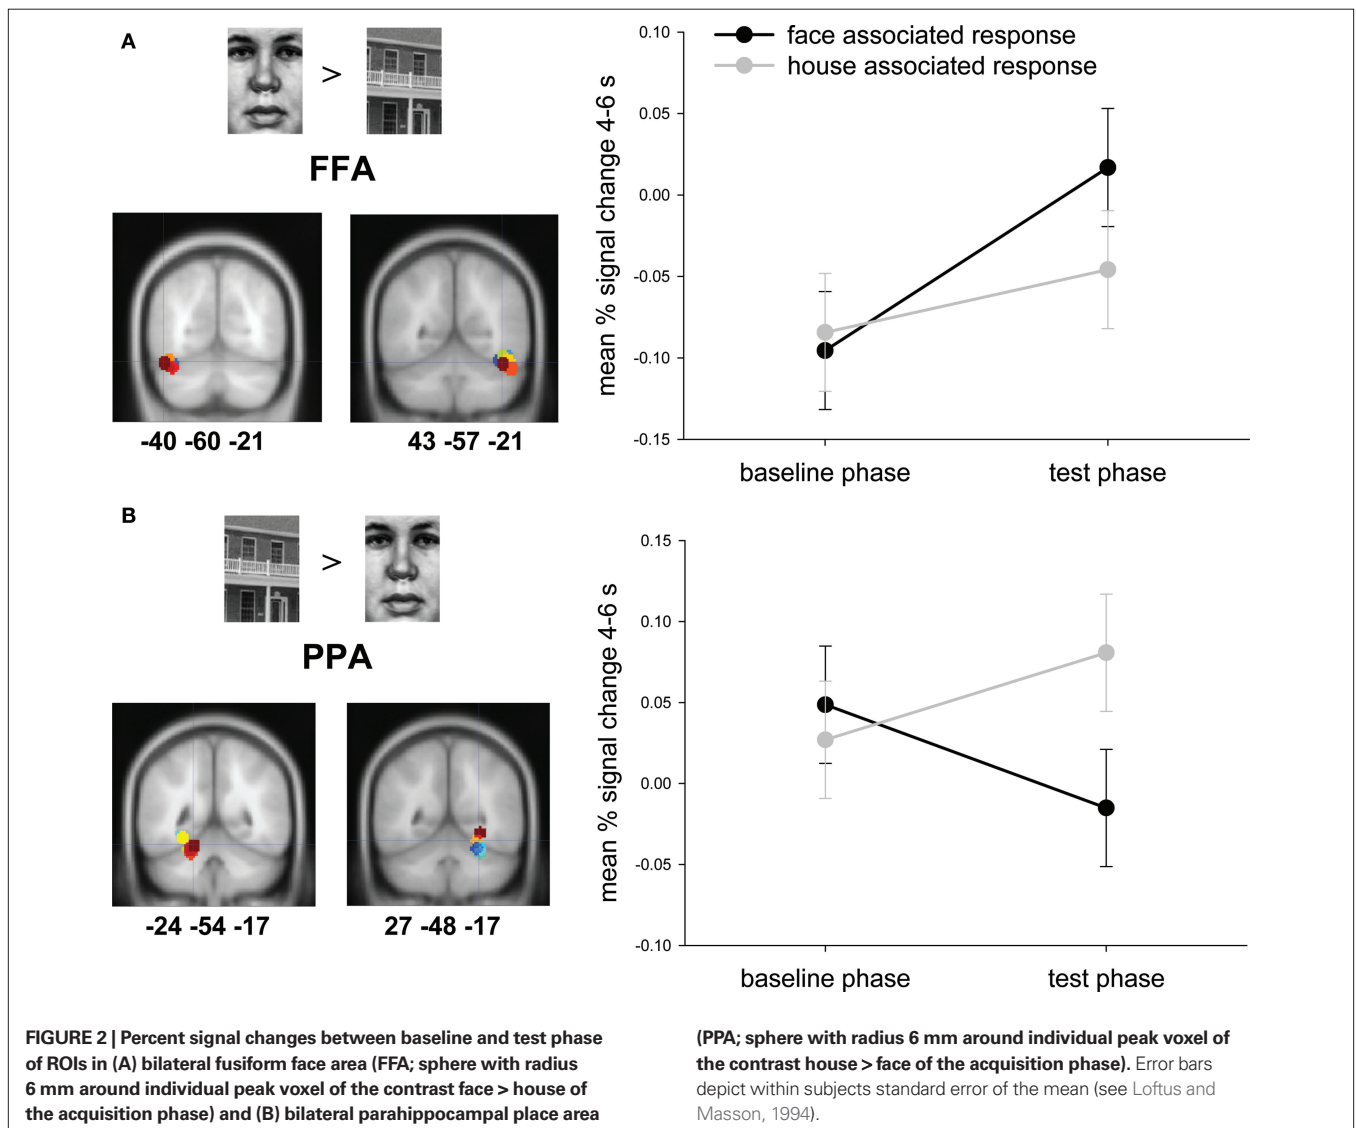 A
>
FFA
-40 -60 -21
43 -57 -21
face associated response
house associated response
mean % signal change 4-6 s
0.10
0.05
0.00
-0.05
-0.10
-0.15
baseline phase
test phase
B
>
PPA
-24 -54 -17
27 -48 -17
mean % signal change 4-6 s
0.15
0.10
0.05
0.00
-0.05
-0.10
baseline phase
test phase
FIGURE 2 | Percent signal changes between baseline and test phase
of ROIs in (A) bilateral fusiform face area (FFA; sphere with radius
6 mm around individual peak voxel of the contrast face > house of
the acquisition phase) and (B) bilateral parahippocampal place area
(PPA; sphere with radius 6 mm around individual peak voxel of
the contrast house > face of the acquisition phase). Error bars
depict within subjects standard error of the mean (see Loftus and
Masson, 1994).